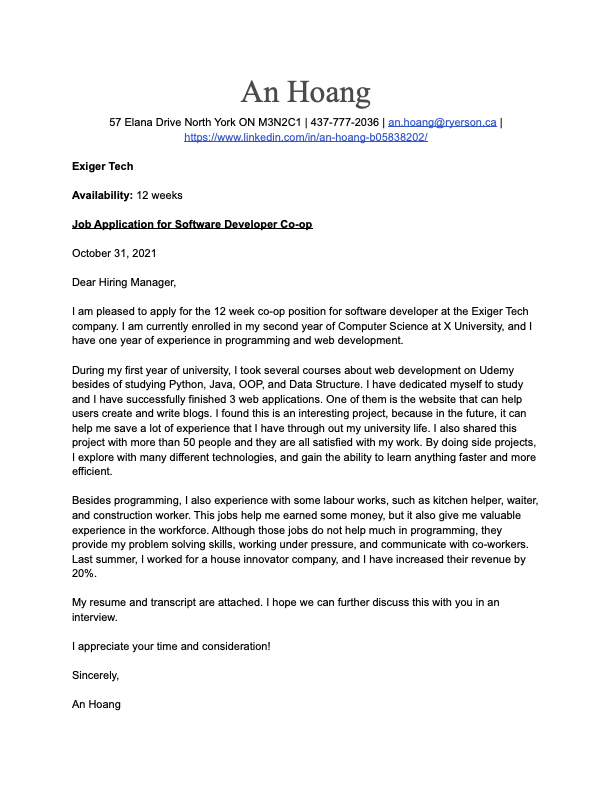 An Hoang
57 Elana Drive North York ON M3N2C1 | 437-777-2036 | an.hoang@ryerson.ca |
https://www.linkedin.com/in/an-hoang-b05838202/
Exiger Tech
Availability: 12 weeks
Job Application for Software Developer Co-op
October 31, 2021
Dear Hiring Manager,
I am pleased to apply for the 12 week co-op position for software developer at the Exiger Tech
company. I am currently enrolled in my second year of Computer Science at X University, and I
have one year of experience in programming and web development.
During my first year of university, I took several courses about web development on Udemy
besides of studying Python, Java, OOP, and Data Structure. I have dedicated myself to study
and I have successfully finished 3 web applications. One of them is the website that can help
users create and write blogs. I found this is an interesting project, because in the future, it can
help me save a lot of experience that I have through out my university life. I also shared this
project with more than 50 people and they are all satisfied with my work. By doing side projects,
I explore with many different technologies, and gain the ability to learn anything faster and more
efficient.
Besides programming, I also experience with some labour works, such as kitchen helper, waiter,
and construction worker. This jobs help me earned some money, but it also give me valuable
experience in the workforce. Although those jobs do not help much in programming, they
provide my problem solving skills, working under pressure, and communicate with co-workers.
Last summer, I worked for a house innovator company, and I have increased their revenue by
20%.
My resume and transcript are attached. I hope we can further discuss this with you in an
interview.
I appreciate your time and consideration!
Sincerely,
An Hoang